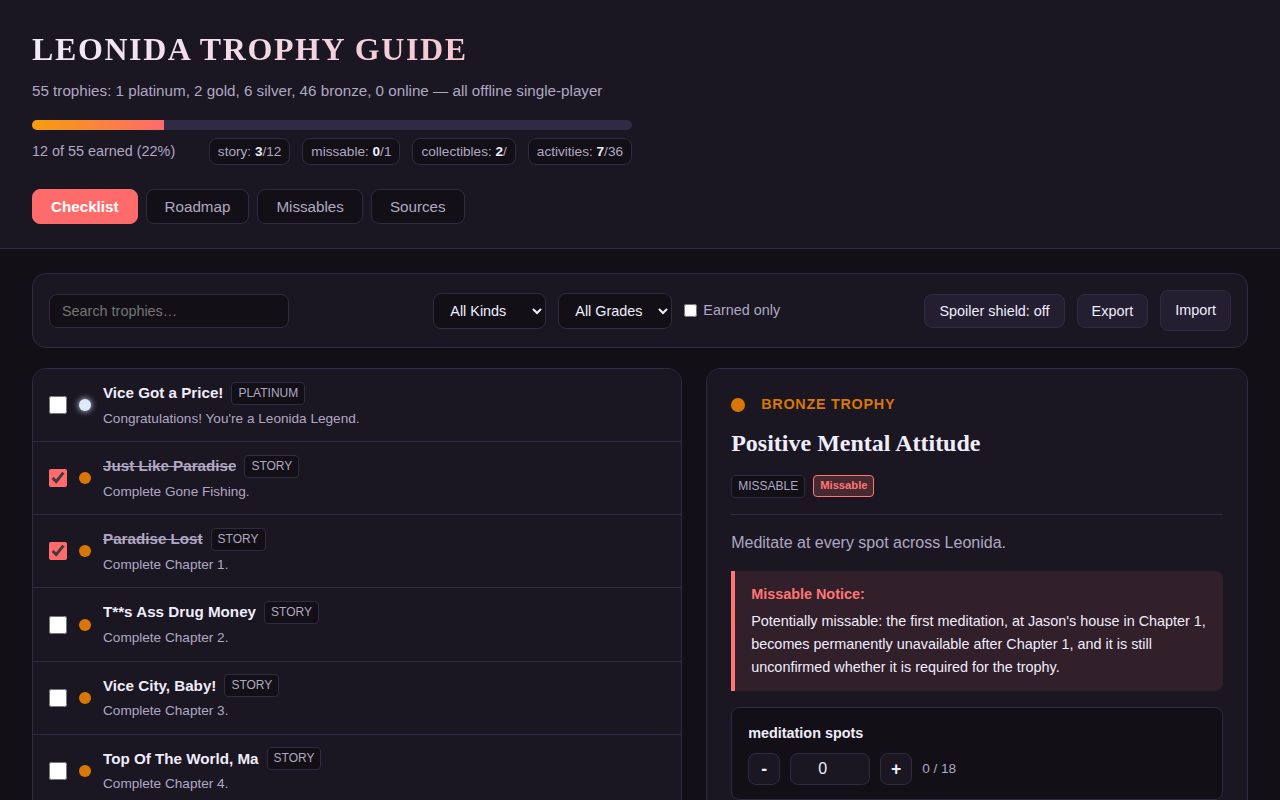 LEONIDA TROPHY GUIDE
55 trophies: 1 platinum, 2 gold, 6 silver, 46 bronze, 0 online — all offline single-player
12 of 55 earned (22%)
story: 3/12
missable: 0/1
collectibles: 2/
activities: 7/36
Checklist
Roadmap
Missables
Sources
Search trophies…
All Kinds
All Grades
Earned only
Spoiler shield: off
Export
Import
Vice Got a Price! PLATINUM
Congratulations! You're a Leonida Legend.
Just Like Paradise STORY
Complete Gone Fishing.
Paradise Lost STORY
Complete Chapter 1.
T**s Ass Drug Money STORY
Complete Chapter 2.
Vice City, Baby! STORY
Complete Chapter 3.
Top Of The World, Ma STORY
Complete Chapter 4.
BRONZE TROPHY
Positive Mental Attitude
MISSABLE Missable
Meditate at every spot across Leonida.
Missable Notice:
Potentially missable: the first meditation, at Jason's house in Chapter 1,
becomes permanently unavailable after Chapter 1, and it is still
unconfirmed whether it is required for the trophy.
meditation spots
- 0 + 0 / 18